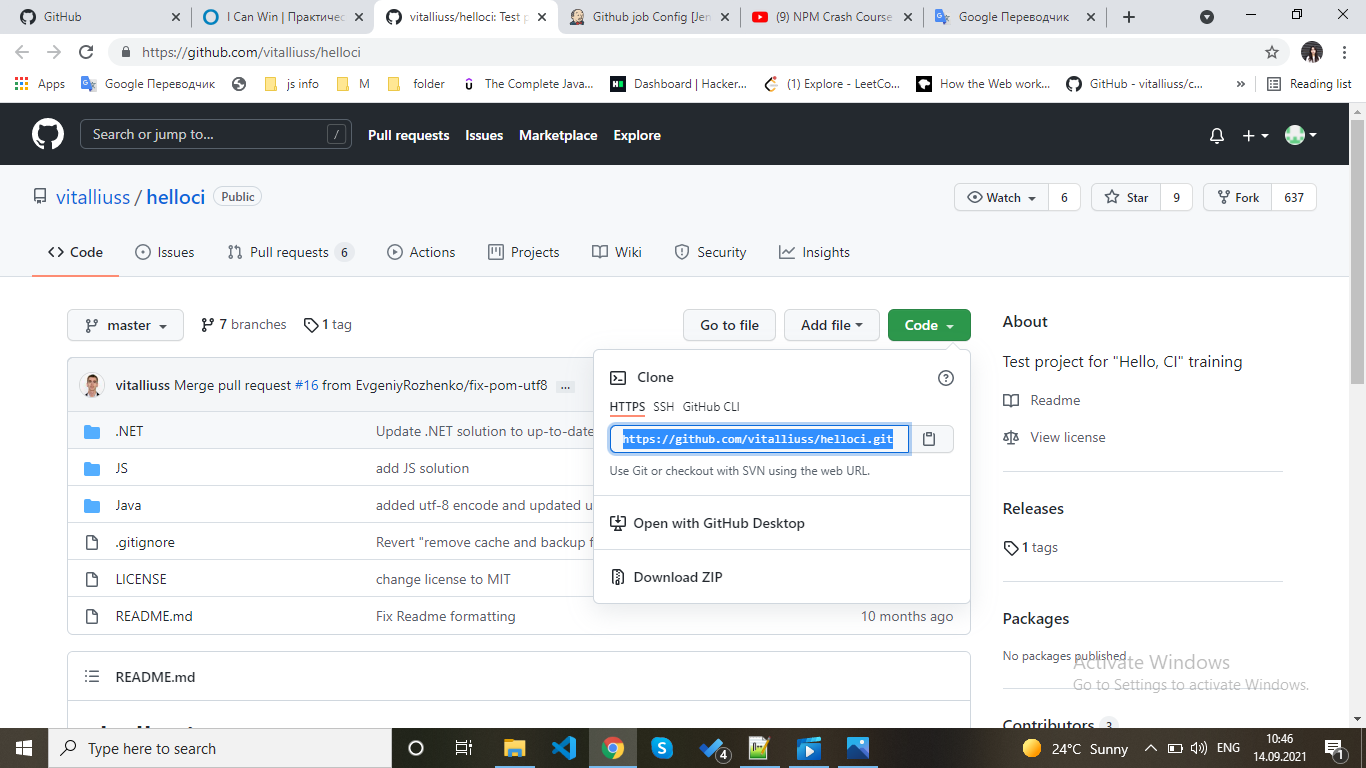 GitHub
I Can Win | Практичес
vitalliuss/helloci: Test p
Github job Config [Jen
(9) NPM Crash Course
Google Переводчик
https://github.com/vitalliuss/helloci
Apps
Google Переводчик
js info
M
folder
The Complete Java...
Dashboard | Hacker...
(1) Explore - LeetCo...
How the Web work...
GitHub - vitalliuss/c...
»
Reading list
Search or jump to...
/
Pull requests
Issues
Marketplace
Explore
vitalliuss / helloci
Public
Watch 6
Star 9
Fork 637
Code
Issues
Pull requests 6
Actions
Projects
Wiki
Security
Insights
master
7 branches
1 tag
Go to file
Add file
Code
vitalliuss Merge pull request #16 from EvgeniyRozhenko/fix-pom-utf8 ...
.NET
Update .NET solution to up-to-date
JS
add JS solution
Java
added utf-8 encode and updated u
.gitignore
Revert "remove cache and backup f
LICENSE
change license to MIT
README.md
Fix Readme formatting
10 months ago
Clone
HTTPS SSH GitHub CLI
https://github.com/vitalliuss/helloci.git
Use Git or checkout with SVN using the web URL.
Open with GitHub Desktop
Download ZIP
README.md
About
Test project for "Hello, CI" training
Readme
View license
Releases
1 tags
Packages
No packages published
Contributors 3
Activate Windows
Go to Settings to activate Windows.
Type here to search
4
24°C Sunny
ENG
10:46
14.09.2021
1